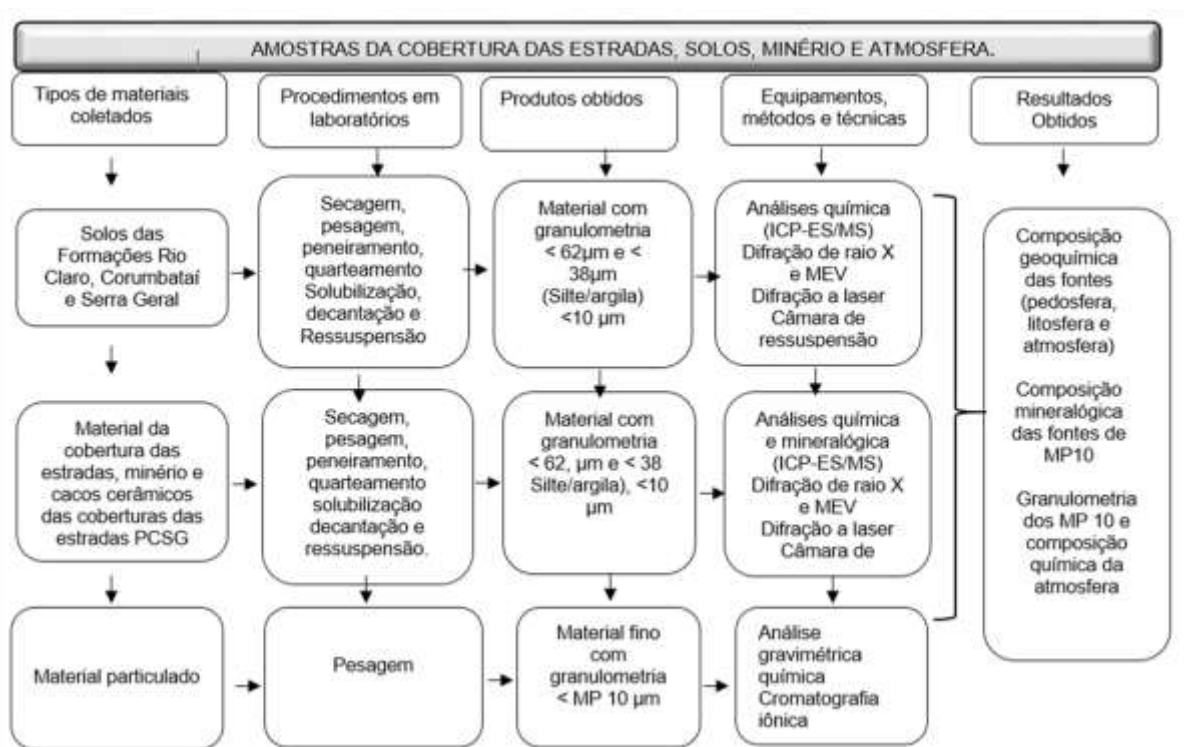 AMOSTRAS DA COBERTURA DAS ESTRADAS, SOLOS, MINÉRIO E ATMOSFERA.
Tipos de materiais
coletados
Procedimentos em
laboratórios
Produtos obtidos
Equipamentos,
métodos e técnicas
Resultados
Obtidos
Solos das
Formações Rio
Claro, Corumbataí
e Serra Geral
Secagem,
pesagem,
peneiramento,
quarteamento
Solubilização,
decantação e
Ressuspensão
Material com
granulometria
< 62µm e <
38µm
(Silte/argila)
<10 µm
Análises química
(ICP-ES/MS)
Difração de raio X
e MEV
Difração a laser
Câmara de
ressuspensão
Composição
geoquímica
das fontes
(pedosfera,
litosfera e
atmosfera)
Composição
mineralógica
das fontes de
MP10
Granulometria
dos MP 10 e
composição
química da
atmosfera
Material da
cobertura das
estradas, minério e
cacos cerâmicos
das coberturas das
estradas PCSG
Secagem,
pesagem,
peneiramento,
quarteamento
solubilização
decantação e
ressuspensão.
Material com
granulometria
< 62, µm e < 38
Silte/argila), <10
µm
Análises química
e mineralógica
(ICP-ES/MS)
Difração de raio X
e MEV
Difração a laser
Câmara de
Material particulado
Pesagem
Material fino
com
granulometria
< MP 10 µm
Análise
gravimétrica
química
Cromatografia
iônica